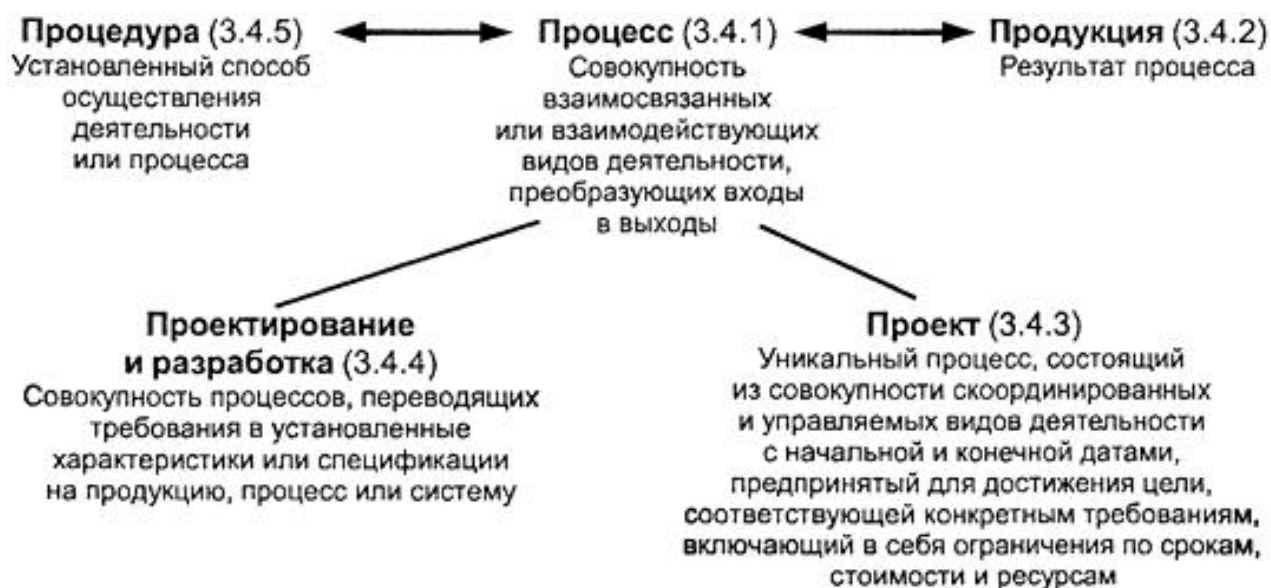 Процедура (3.4.5)
Установленный способ
осуществления
деятельности
или процесса
Процесс (3.4.1)
Совокупность
взаимосвязанных
или взаимодействующих
видов деятельности,
преобразующих входы
в выходы
Продукция (3.4.2)
Результат процесса
Проектирование
и разработка (3.4.4)
Совокупность процессов, переводящих
требования в установленные
характеристики или спецификации
на продукцию, процесс или систему
Проект (3.4.3)
Уникальный процесс, состоящий
из совокупности скоординированных
и управляемых видов деятельности
с начальной и конечной датами,
предпринятый для достижения цели,
соответствующей конкретным требованиям,
включающий в себя ограничения по срокам,
стоимости и ресурсам